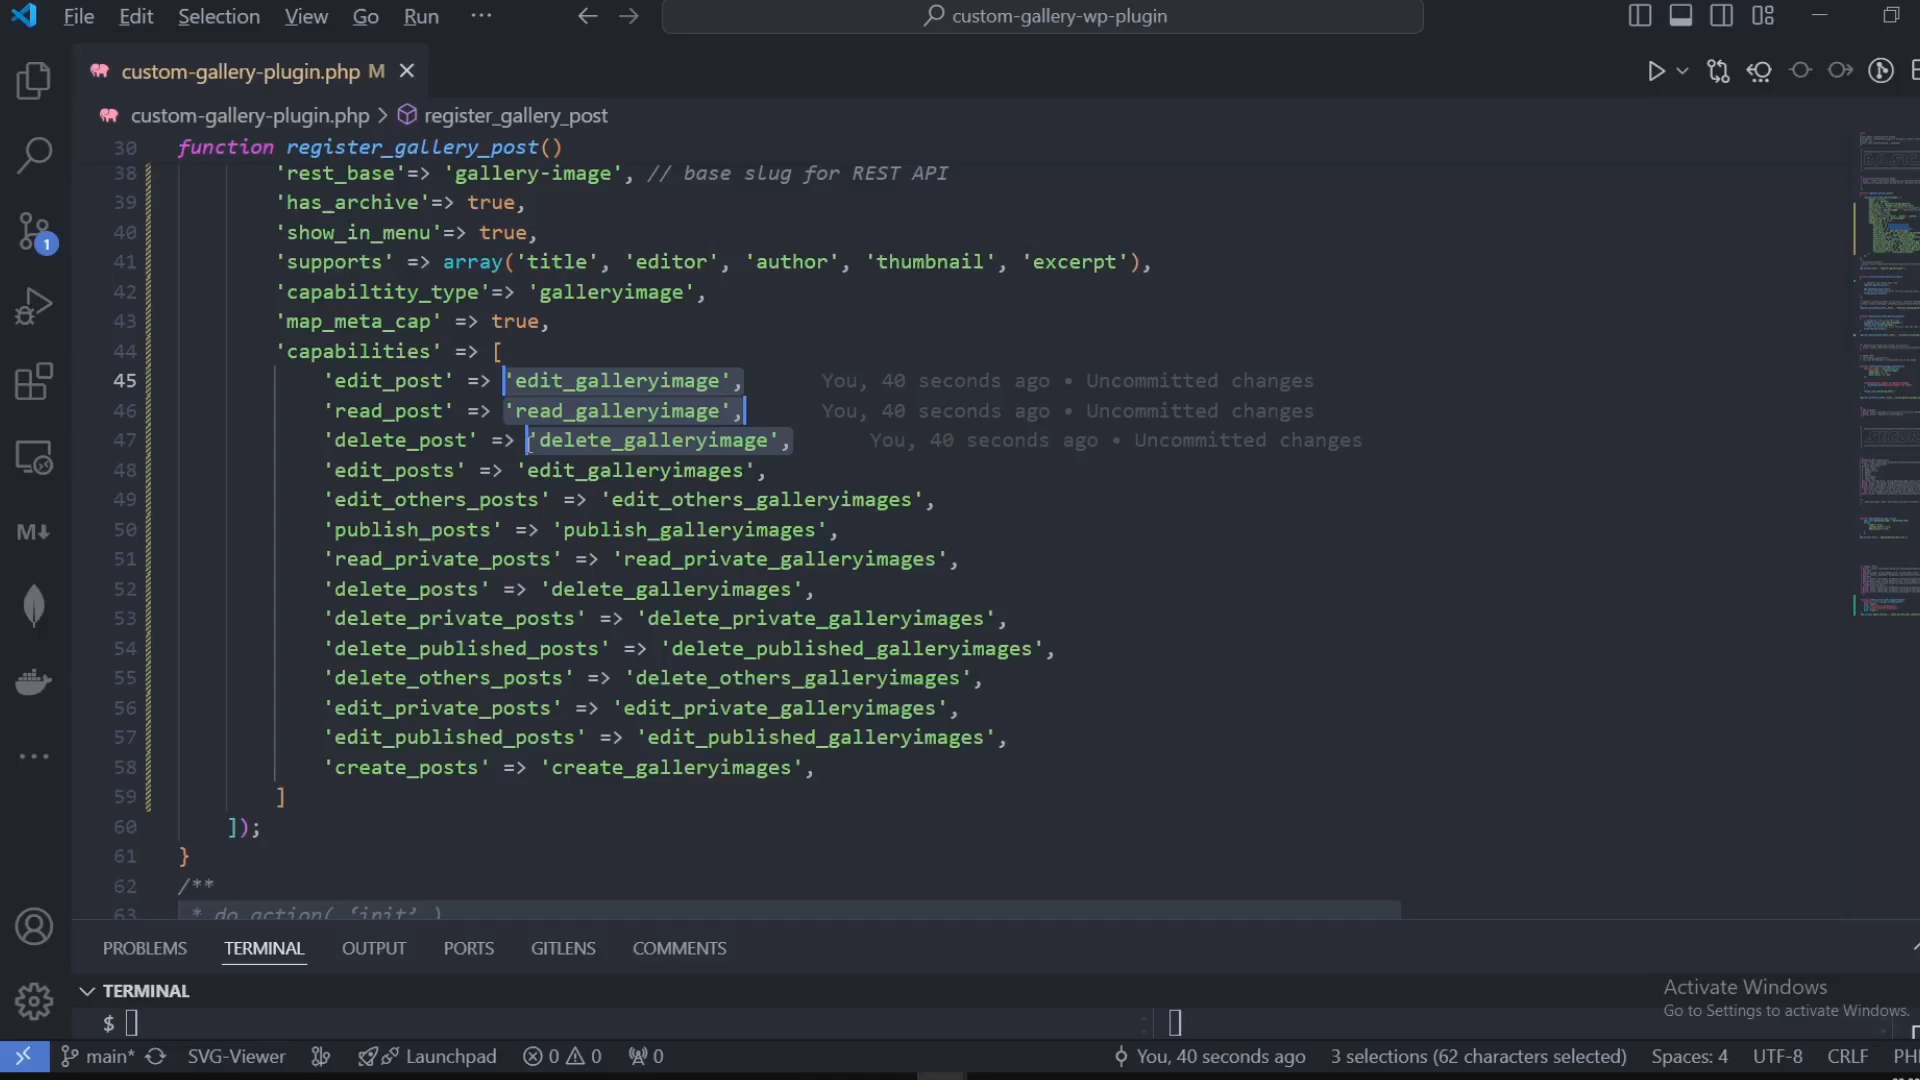 File Edit Selection View Go Run ··· custom-gallery-wp-plugin
custom-gallery-plugin.php M
custom-gallery-plugin.php > register_gallery_post
30 function register_gallery_post()
38 'rest_base'=> 'gallery-image', // base slug for REST API
39 'has_archive'=> true,
40 'show_in_menu'=> true,
41 'supports' => array('title', 'editor', 'author', 'thumbnail', 'excerpt'),
42 'capabiltity_type'=> 'galleryimage',
43 'map_meta_cap' => true,
44 'capabilities' => [
45 'edit_post' => 'edit_galleryimage', You, 40 seconds ago • Uncommitted changes
46 'read_post' => 'read_galleryimage', You, 40 seconds ago • Uncommitted changes
47 'delete_post' => 'delete_galleryimage', You, 40 seconds ago • Uncommitted changes
48 'edit_posts' => 'edit_galleryimages',
49 'edit_others_posts' => 'edit_others_galleryimages',
50 'publish_posts' => 'publish_galleryimages',
51 'read_private_posts' => 'read_private_galleryimages',
52 'delete_posts' => 'delete_galleryimages',
53 'delete_private_posts' => 'delete_private_galleryimages',
54 'delete_published_posts' => 'delete_published_galleryimages',
55 'delete_others_posts' => 'delete_others_galleryimages',
56 'edit_private_posts' => 'edit_private_galleryimages',
57 'edit_published_posts' => 'edit_published_galleryimages',
58 'create_posts' => 'create_galleryimages',
59 ]
60 ]);
61 }
62 /**
63 * do_action( 'init' )
1
M↓
PROBLEMS TERMINAL OUTPUT PORTS GITLENS COMMENTS
TERMINAL
$
Activate Windows
Go to Settings to activate Windows.
main* SVG-Viewer Launchpad 0 0 0 You, 40 seconds ago 3 selections (62 characters selected) Spaces: 4 UTF-8 CRLF PH